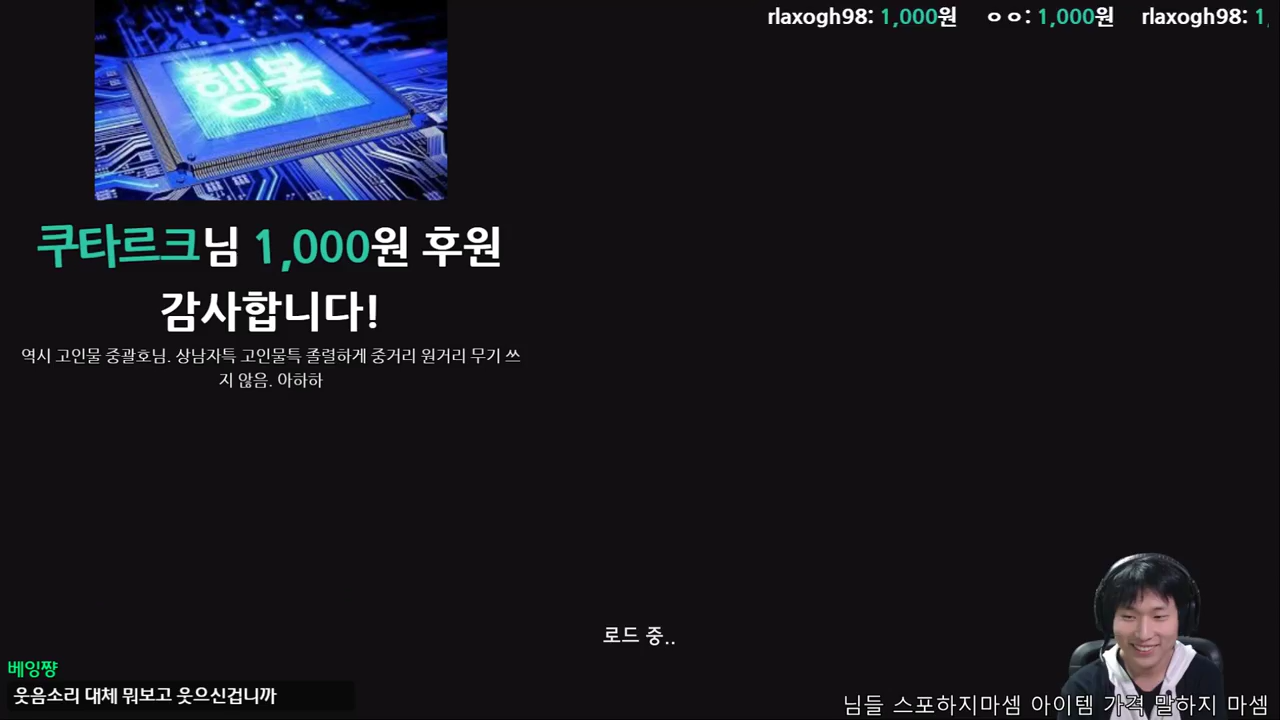 rlaxogh98: 1,000원 ㅇㅇ: 1,000원 rlaxogh98: 1,
행복
쿠타르크님 1,000원 후원
감사합니다!
역시 고인물 중괄호님. 상남자특 고인물특 졸렬하게 중거리 원거리 무기 쓰
지 않음. 아하하
로드 중..
베잉쨩
웃음소리 대체 뭐보고 웃으신겁니까
님들 스포하지마셈 아이템 가격 말하지 마셈